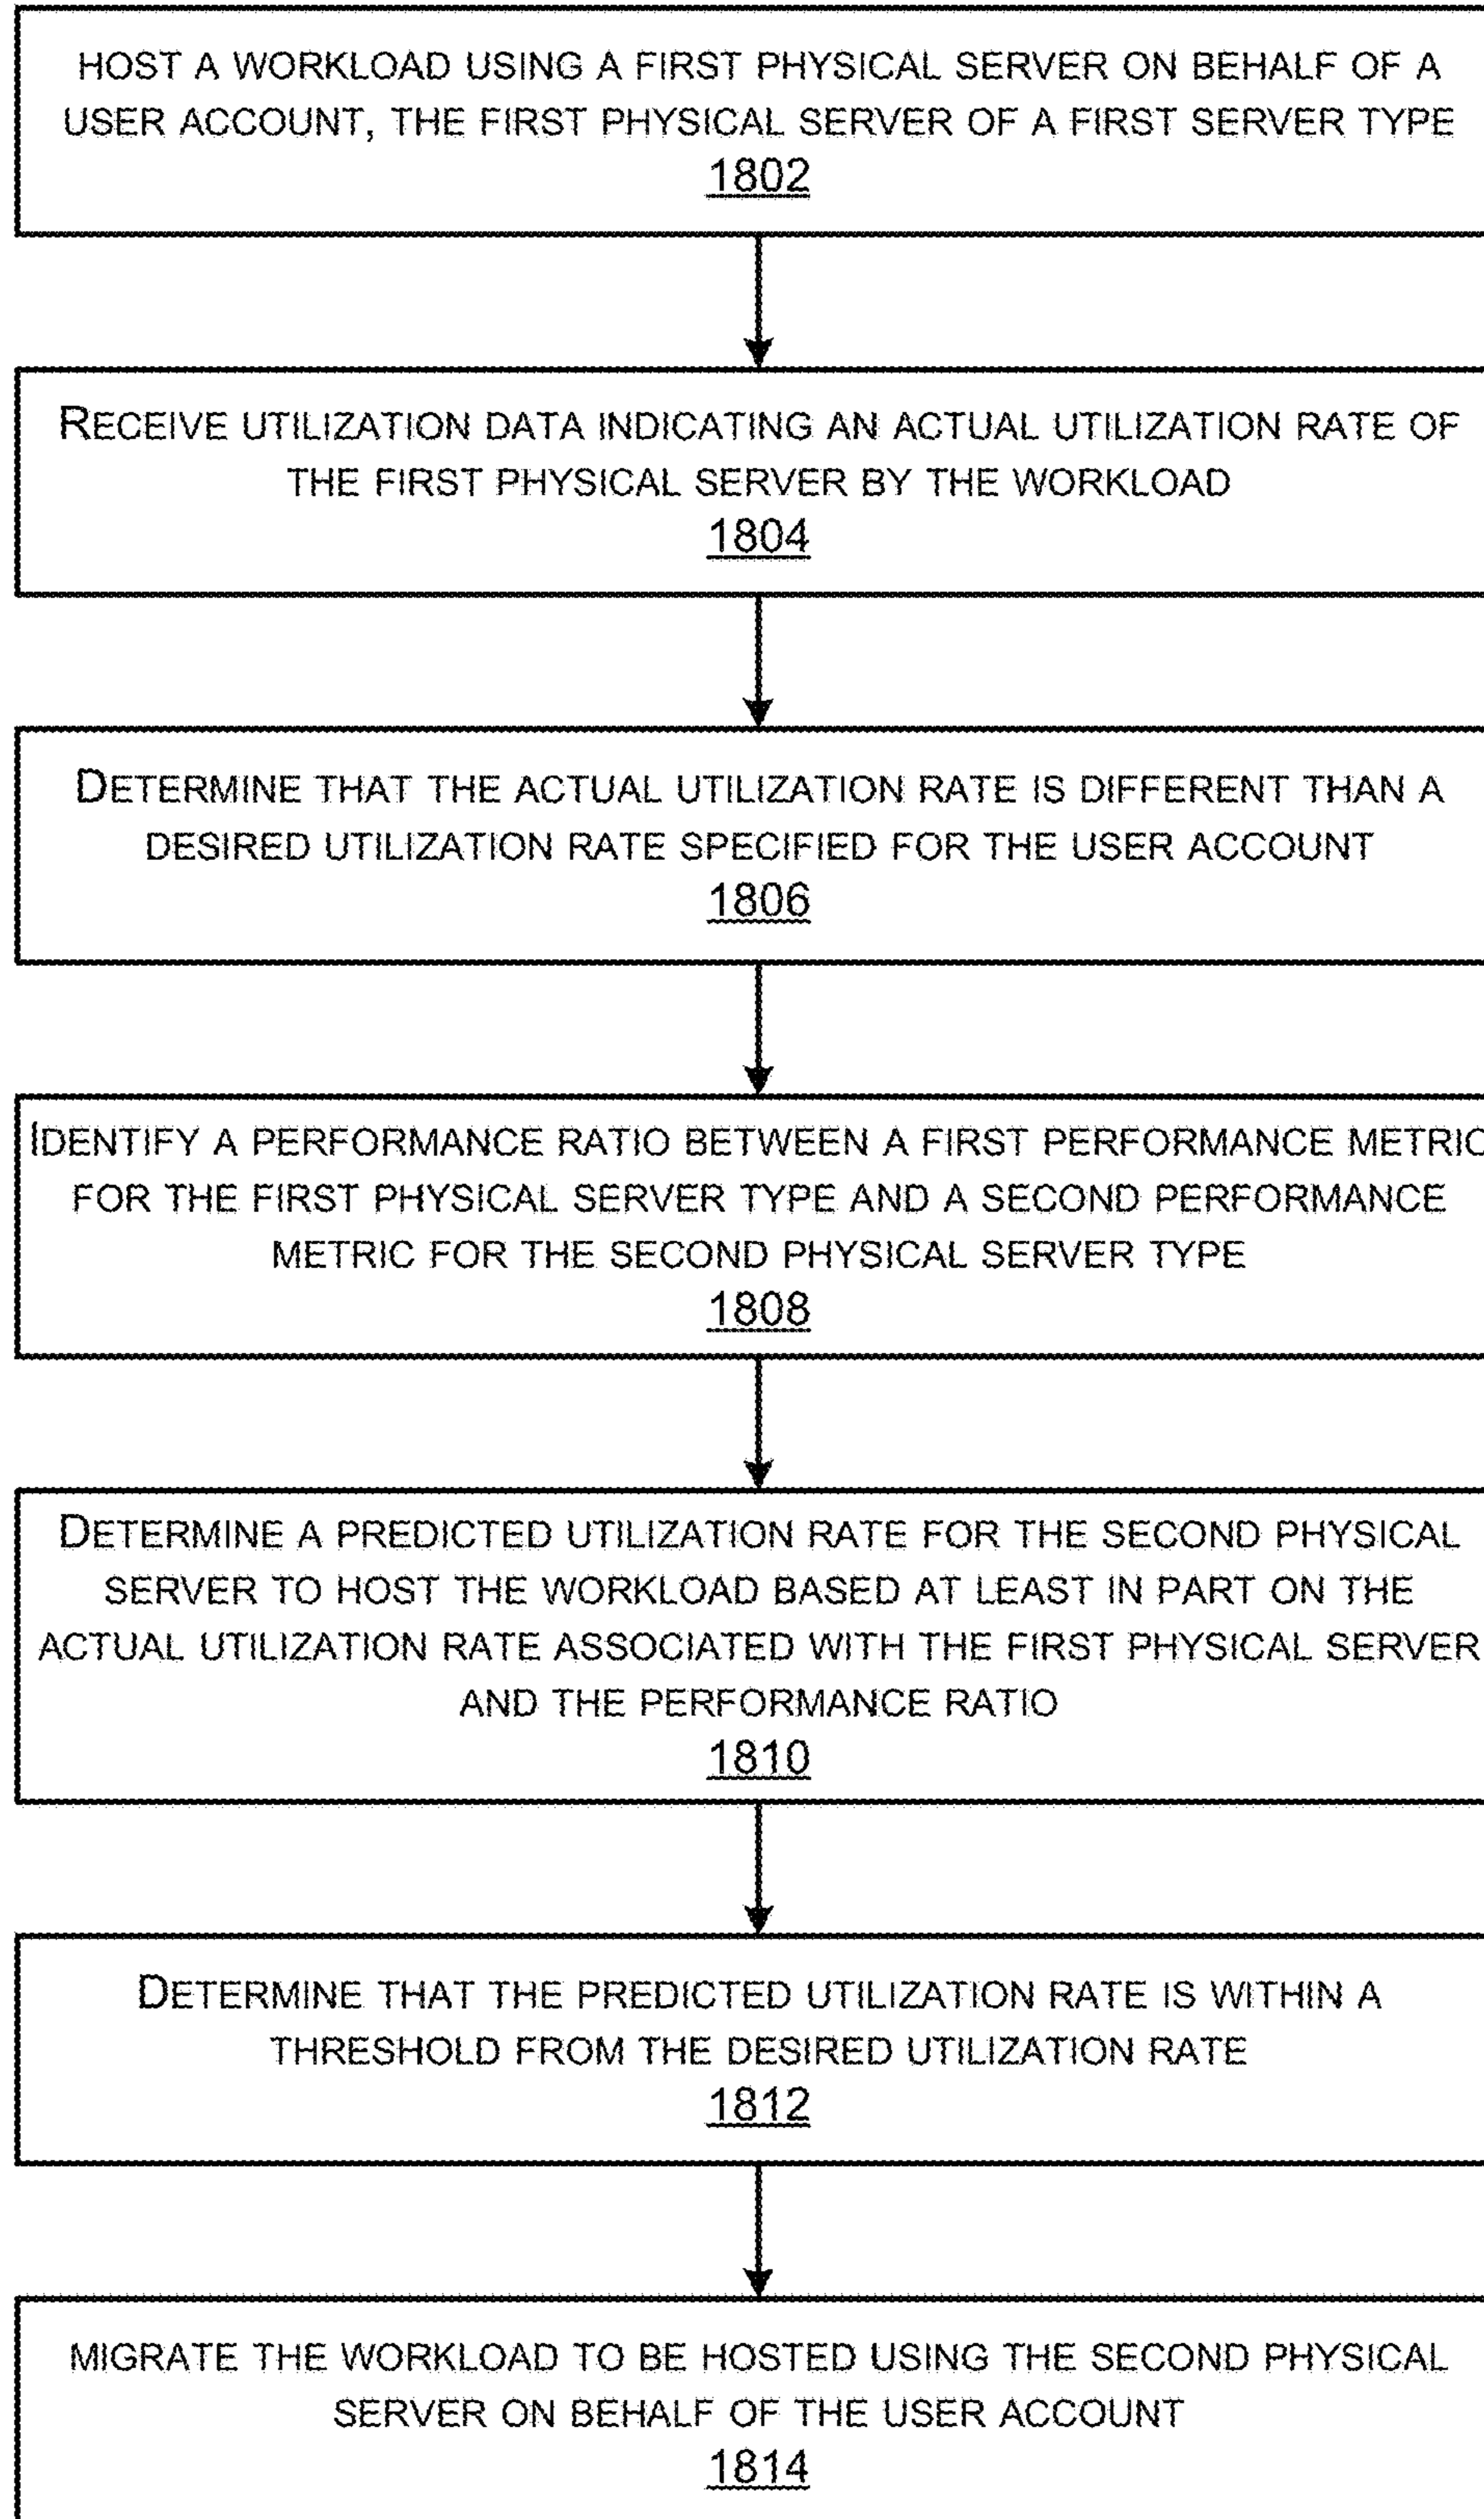 HOST A WORKLOAD USING A FIRST PHYSICAL SERVER ON BEHALF OF A
USER ACCOUNT, THE FIRST PHYSICAL SERVER OF A FIRST SERVER TYPE
1802
RECEIVE UTILIZATION DATA INDICATING AN ACTUAL UTILIZATION RATE OF
THE FIRST PHYSICAL SERVER BY THE WORKLOAD
1804
DETERMINE THAT THE ACTUAL UTILIZATION RATE IS DIFFERENT THAN A
DESIRED UTILIZATION RATE SPECIFIED FOR THE USER ACCOUNT
1806
IDENTIFY A PERFORMANCE RATIO BETWEEN A FIRST PERFORMANCE METRIC
FOR THE FIRST PHYSICAL SERVER TYPE AND A SECOND PERFORMANCE
METRIC FOR THE SECOND PHYSICAL SERVER TYPE
1808
DETERMINE A PREDICTED UTILIZATION RATE FOR THE SECOND PHYSICAL
SERVER TO HOST THE WORKLOAD BASED AT LEAST IN PART ON THE
ACTUAL UTILIZATION RATE ASSOCIATED WITH THE FIRST PHYSICAL SERVER
AND THE PERFORMANCE RATIO
1810
DETERMINE THAT THE PREDICTED UTILIZATION RATE IS WITHIN A
THRESHOLD FROM THE DESIRED UTILIZATION RATE
1812
MIGRATE THE WORKLOAD TO BE HOSTED USING THE SECOND PHYSICAL
SERVER ON BEHALF OF THE USER ACCOUNT
1814